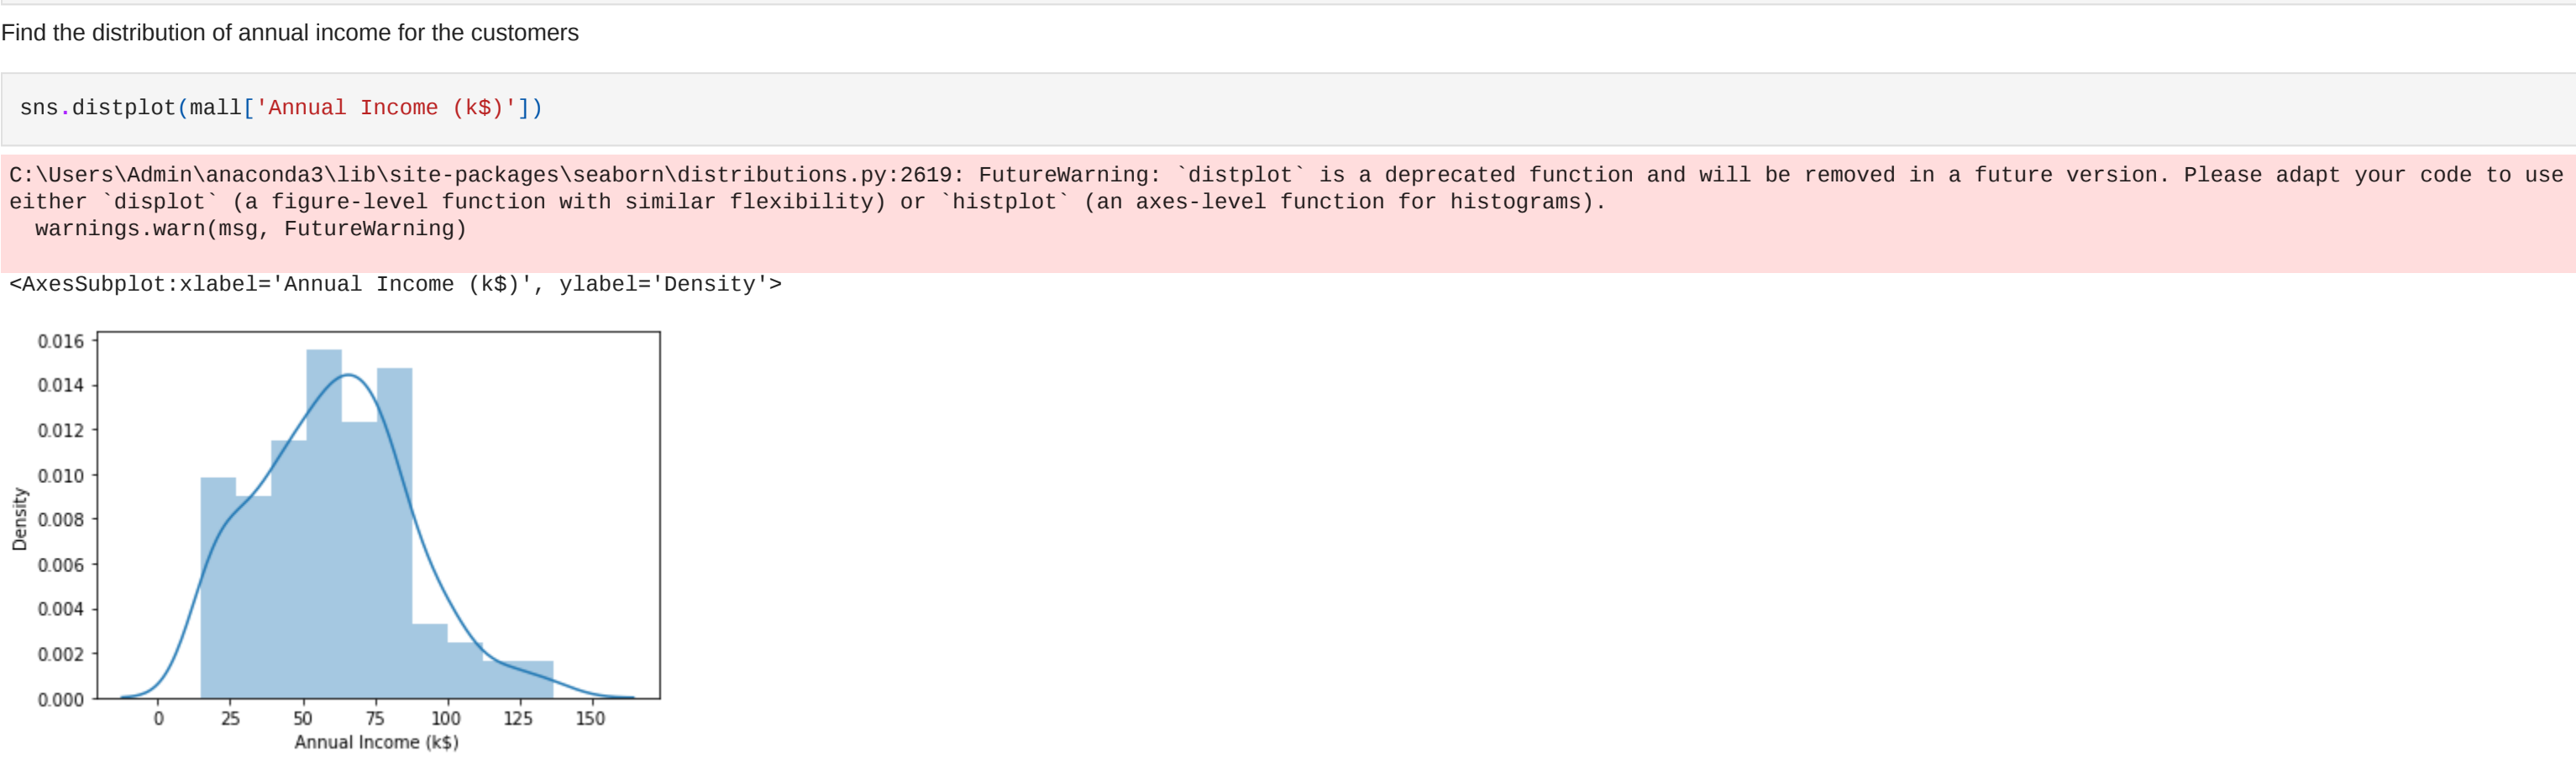 Find the distribution of annual income for the customers
sns.distplot(mall['Annual Income (k$)'])
C:\Users\Admin\anaconda3\lib\site-packages\seaborn\distributions.py:2619: FutureWarning: `distplot` is a deprecated function and will be removed in a future version. Please adapt your code to use
either `displot` (a figure-level function with similar flexibility) or `histplot` (an axes-level function for histograms).
  warnings.warn(msg, FutureWarning)
<AxesSubplot:xlabel='Annual Income (k$)', ylabel='Density'>
0.016
0.014
0.012
0.010
0.008
0.006
0.004
0.002
0.000
Density
0 25 50 75 100 125 150
Annual Income (k$)